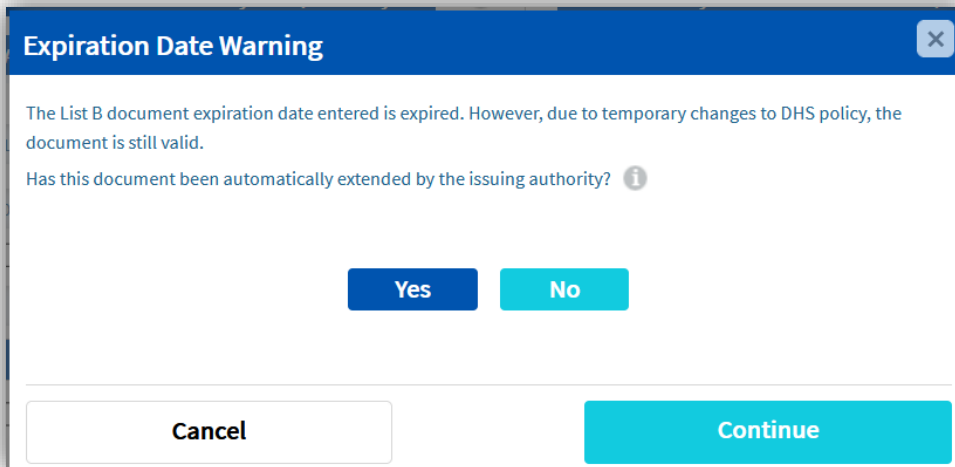 Expiration Date Warning
The List B document expiration date entered is expired. However, due to temporary changes to DHS policy, the
document is still valid.
Has this document been automatically extended by the issuing authority?
Yes
No
Cancel
Continue